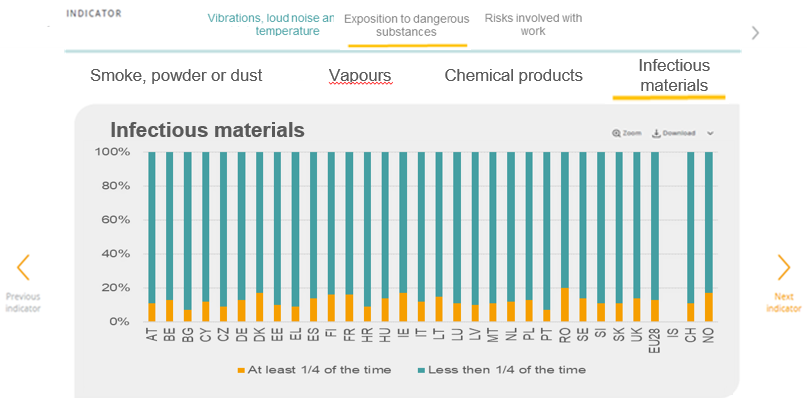 INDICATOR
Vibrations, loud noise an
temperature
Exposition to dangerous
substances
Risks involved with
work
Smoke, powder or dust
Vapours
Chemical products
Infectious
materials
Infectious materials
Zoom
Download
100%
80%
60%
40%
20%
0%
AT BE BG CY CZ DE DK EE EL ES FI FR HR HU IE IT LT LU LV MT NL PL PT RO SE SI SK UK EU28 IS CH NO
At least 1/4 of the time
Less then 1/4 of the time
Previous
indicator
Next
indicator